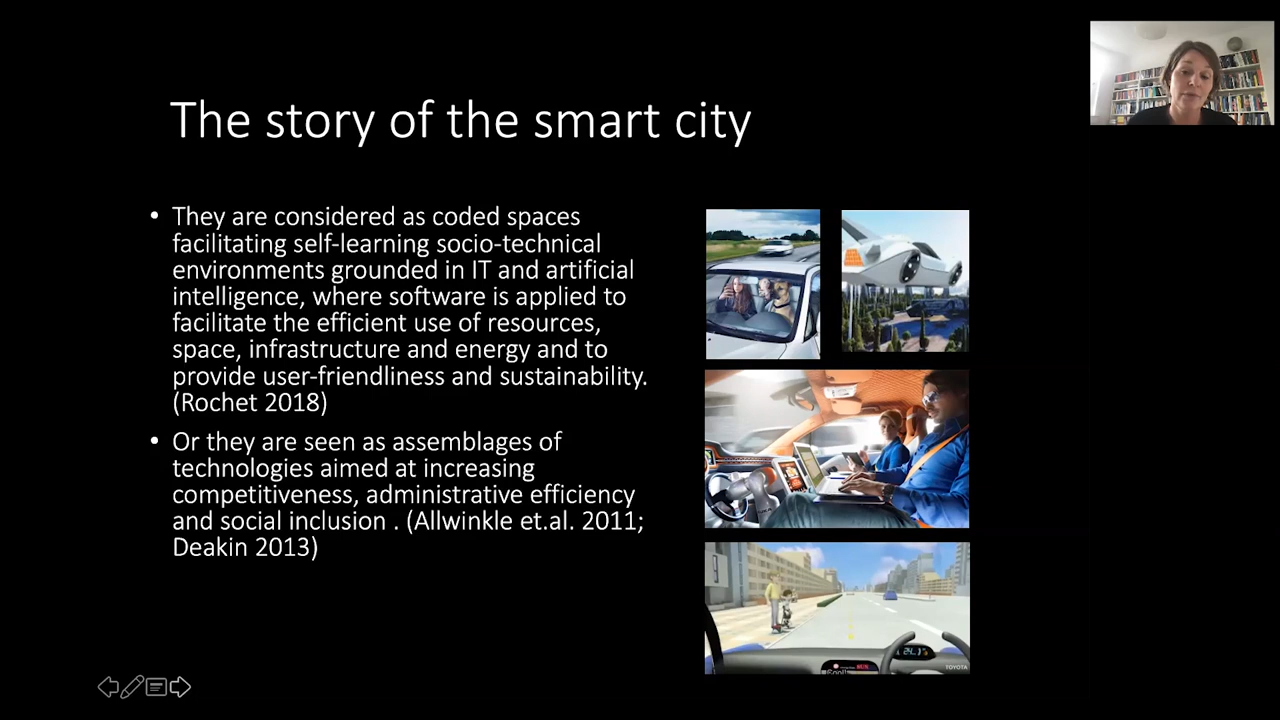 The story of the smart city
• They are considered as coded spaces
facilitating self-learning socio-technical
environments grounded in IT and artificial
intelligence, where software is applied to
facilitate the efficient use of resources,
space, infrastructure and energy and to
provide user-friendliness and sustainability.
(Rochet 2018)
• Or they are seen as assemblages of
technologies aimed at increasing
competitiveness, administrative efficiency
and social inclusion . (Allwinkle et.al. 2011;
Deakin 2013)
TOYOTA